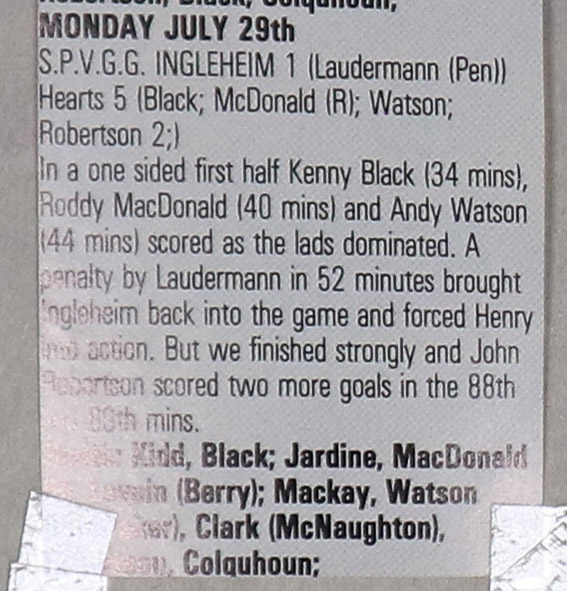 Robertson, Black, Colquhoun,
MONDAY JULY 29th
S.P.V.G.G. INGLEHEIM 1 (Laudermann (Pen))
Hearts 5 (Black; McDonald (R); Watson;
Robertson 2;)
In a one sided first half Kenny Black (34 mins),
Roddy MacDonald (40 mins) and Andy Watson
(44 mins) scored as the lads dominated. A
penalty by Laudermann in 52 minutes brought
Ingleheim back into the game and forced Henry
into action. But we finished strongly and John
Robertson scored two more goals in the 88th
mins.
Kidd, Black; Jardine, MacDonald
(Berry); Mackay, Watson
Clark (McNaughton),
Colquhoun;